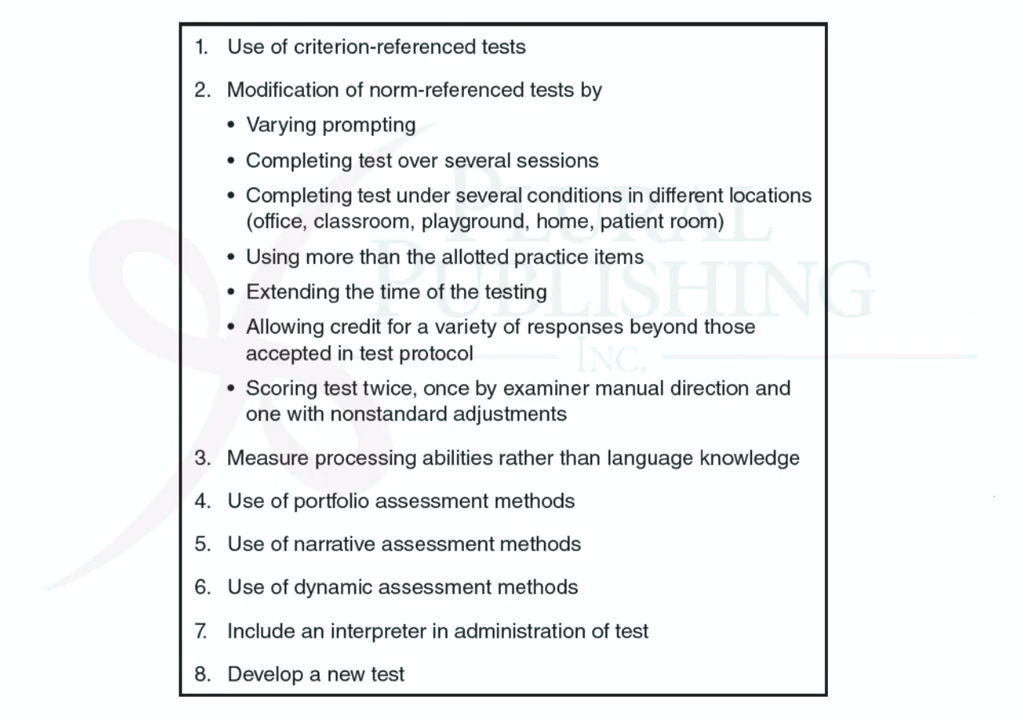 1. Use of criterion-referenced tests
2. Modification of norm-referenced tests by
• Varying prompting
• Completing test over several sessions
• Completing test under several conditions in different locations
(office, classroom, playground, home, patient room)
• Using more than the allotted practice items
• Extending the time of the testing
• Allowing credit for a variety of responses beyond those
accepted in test protocol
• Scoring test twice, once by examiner manual direction and
one with nonstandard adjustments
3. Measure processing abilities rather than language knowledge
4. Use of portfolio assessment methods
5. Use of narrative assessment methods
6. Use of dynamic assessment methods
7. Include an interpreter in administration of test
8. Develop a new test
PLURAL
PUBLISHING
INC.